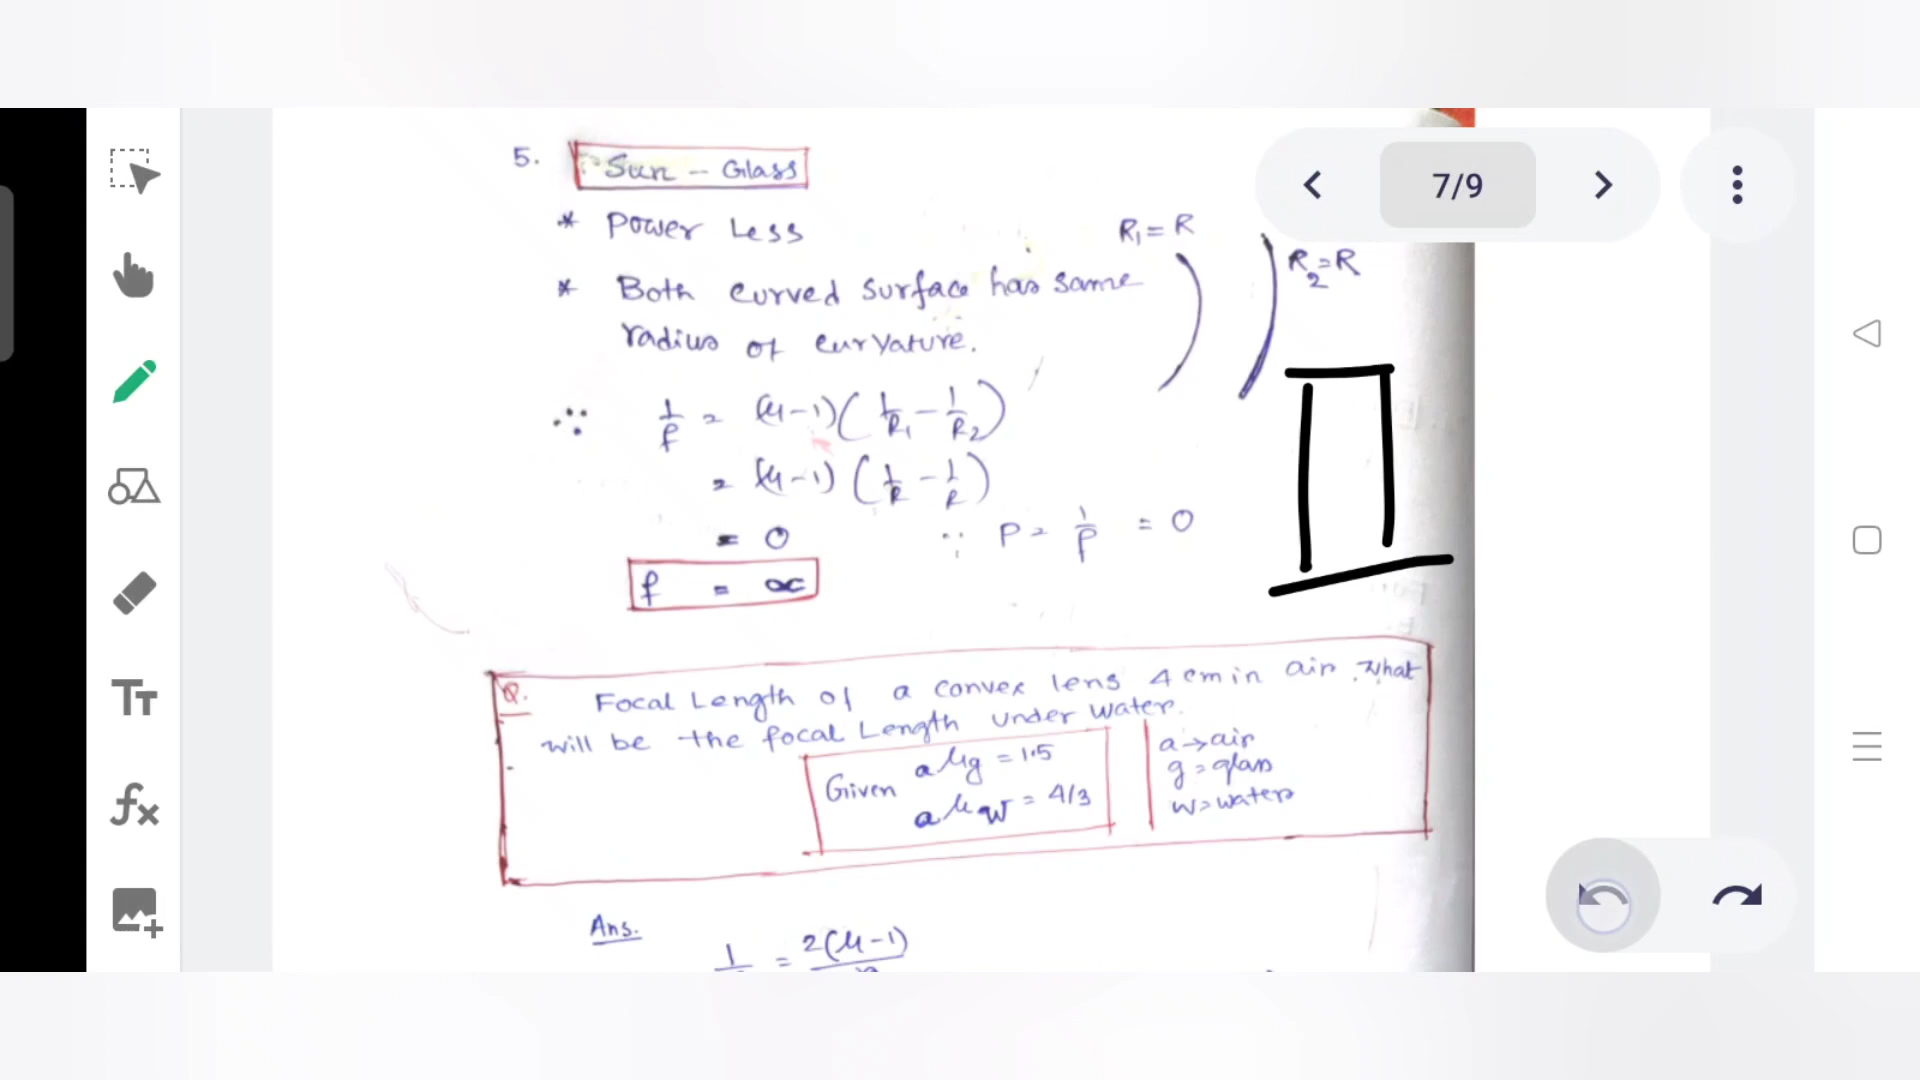 7/9
5. Sun - Glass
* Power Less
R₁ = R
R₂ = R
* Both curved surface has same
radius of curvature.
∵ 1/f = (μ-1)(1/R₁ - 1/R₂)
= (μ-1)(1/R - 1/R)
= 0
∵ P = 1/f = 0
f = ∝
Q. Focal Length of a convex lens 4 cm in air. What
will be the focal Length under water.
Given aμg = 1.5
aμw = 4/3
a → air
g = glass
w = water
Ans.
1 = 2(μ-1)
TT
fx